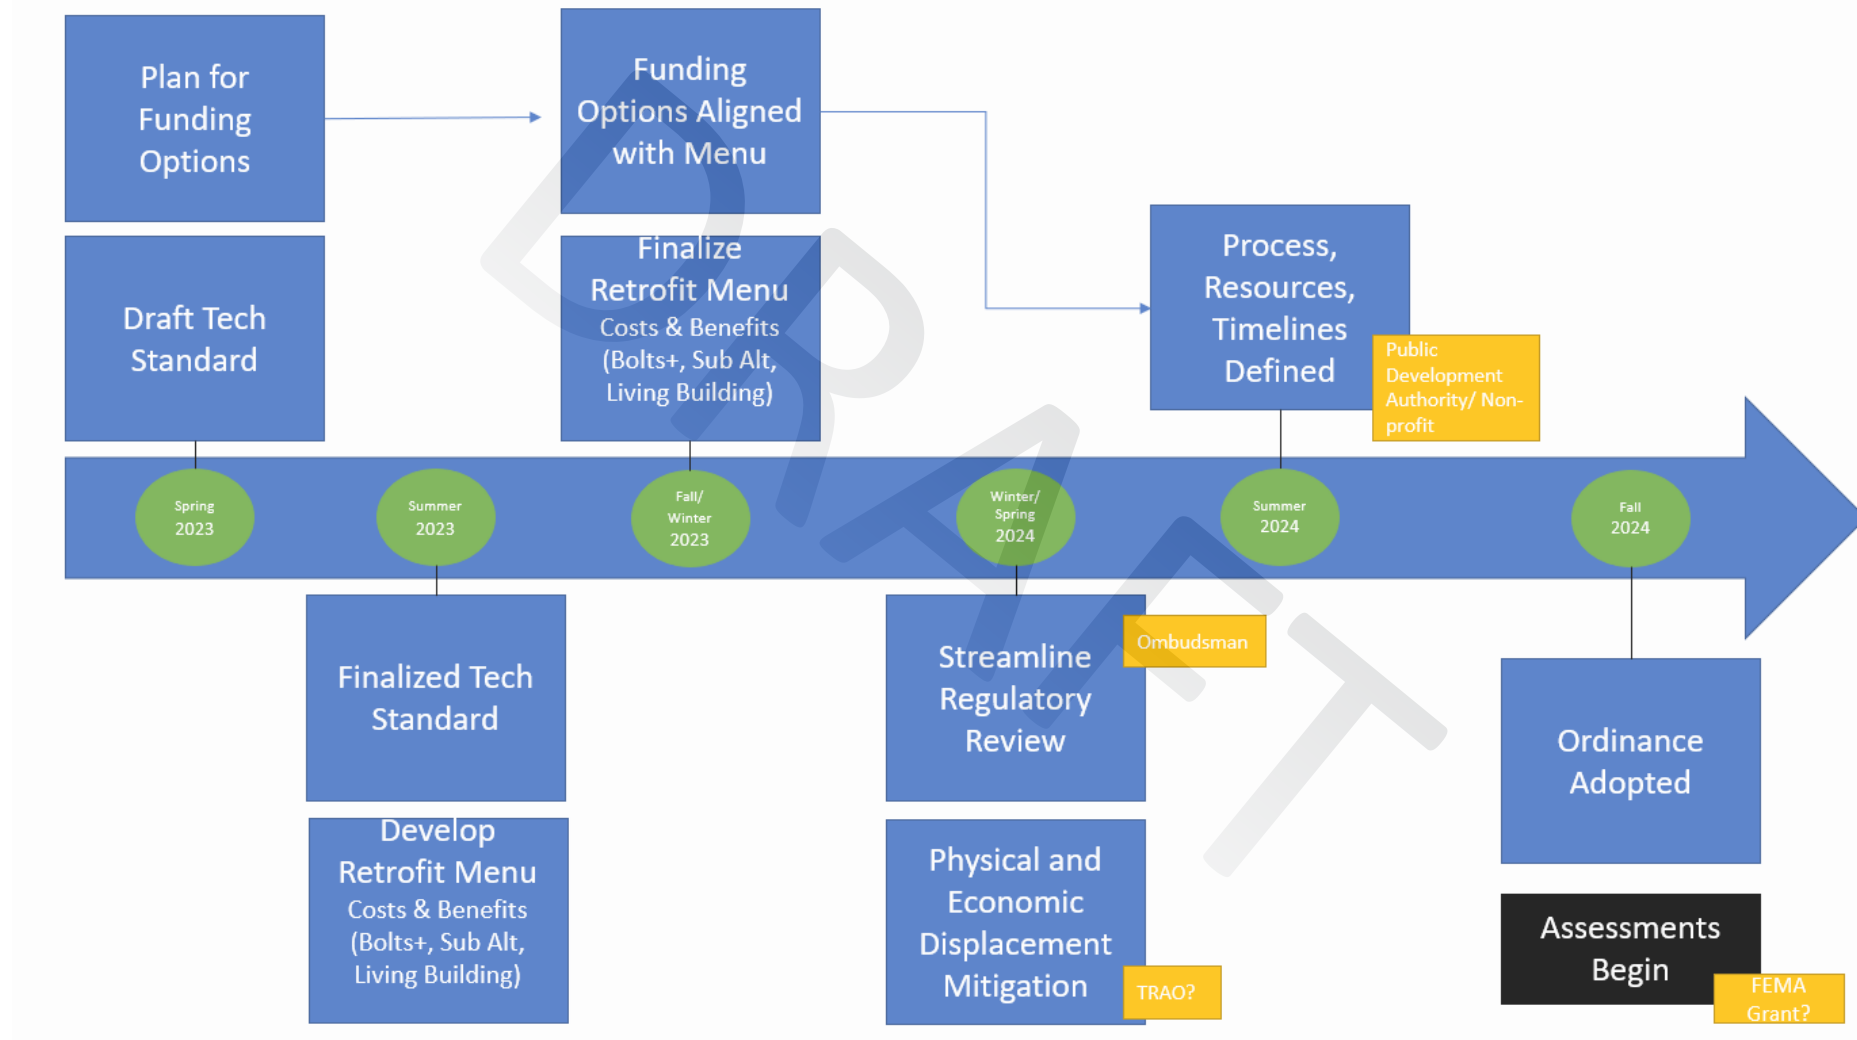 Plan for
Funding
Options
Funding
Options Aligned
with Menu
Draft Tech
Standard
Finalize
Retrofit Menu
Costs & Benefits
(Bolts+, Sub Alt,
Living Building)
Process,
Resources,
Timelines
Defined
Public
Development
Authority/ Non-
profit
Spring
2023
Summer
2023
Fall/
Winter
2023
Winter/
Spring
2024
Summer
2024
Fall
2024
Finalized Tech
Standard
Develop
Retrofit Menu
Costs & Benefits
(Bolts+, Sub Alt,
Living Building)
Streamline
Regulatory
Review
Ombudsman
Physical and
Economic
Displacement
Mitigation
TRAO?
Ordinance
Adopted
Assessments
Begin
FEMA
Grant?
DRAFT